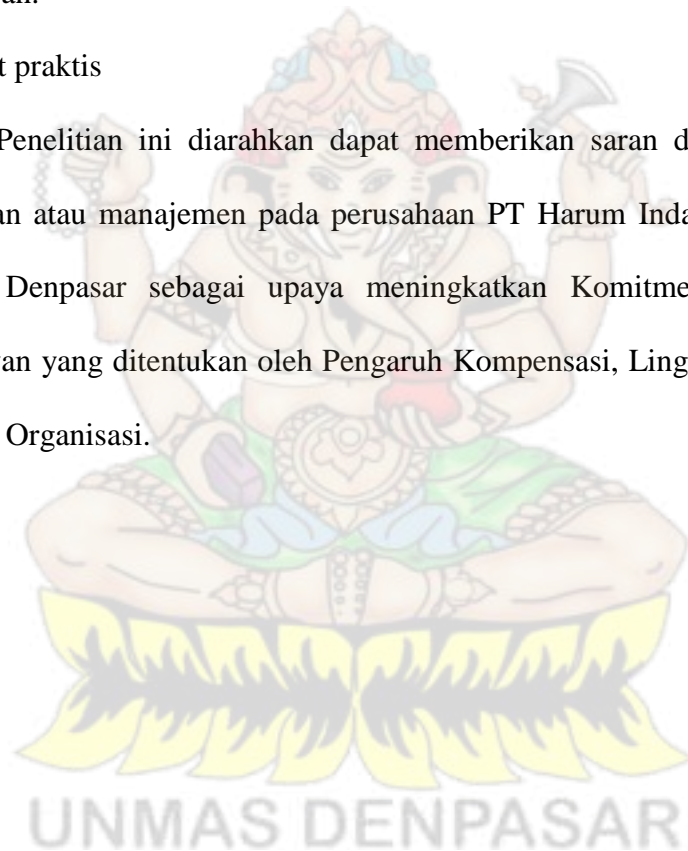 t praktis
Penelitian ini diarahkan dapat memberikan saran d
an atau manajemen pada perusahaan PT Harum Inda
Denpasar sebagai upaya meningkatkan Komitme
an yang ditentukan oleh Pengaruh Kompensasi, Ling
Organisasi.
UNMAS DENPASAR